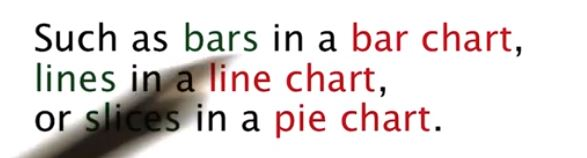 Such as bars in a bar chart,
lines in a line chart,
or slices in a pie chart.